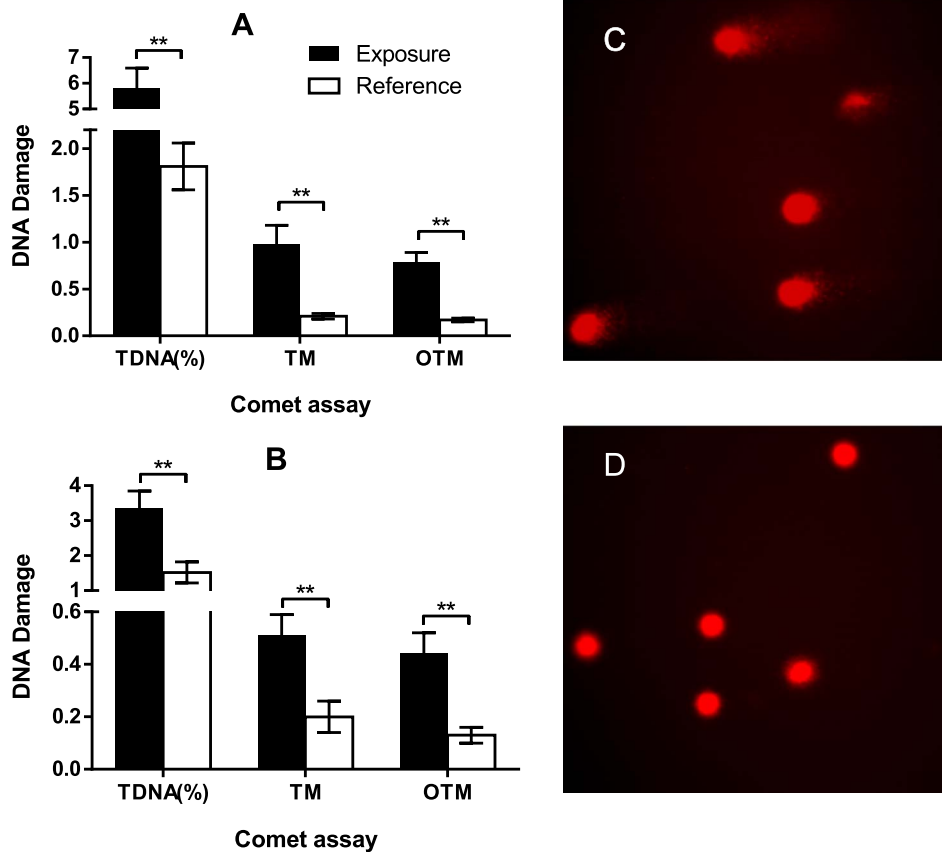 A
**
7
6
5
2.0
1.5
1.0
0.5
0.0
DNA Damage
Exposure
Reference
**
**
TDNA(%) TM OTM
Comet assay
B
**
4
3
2
1
0.6
0.4
0.2
0.0
DNA Damage
**
**
TDNA(%) TM OTM
Comet assay
C
D